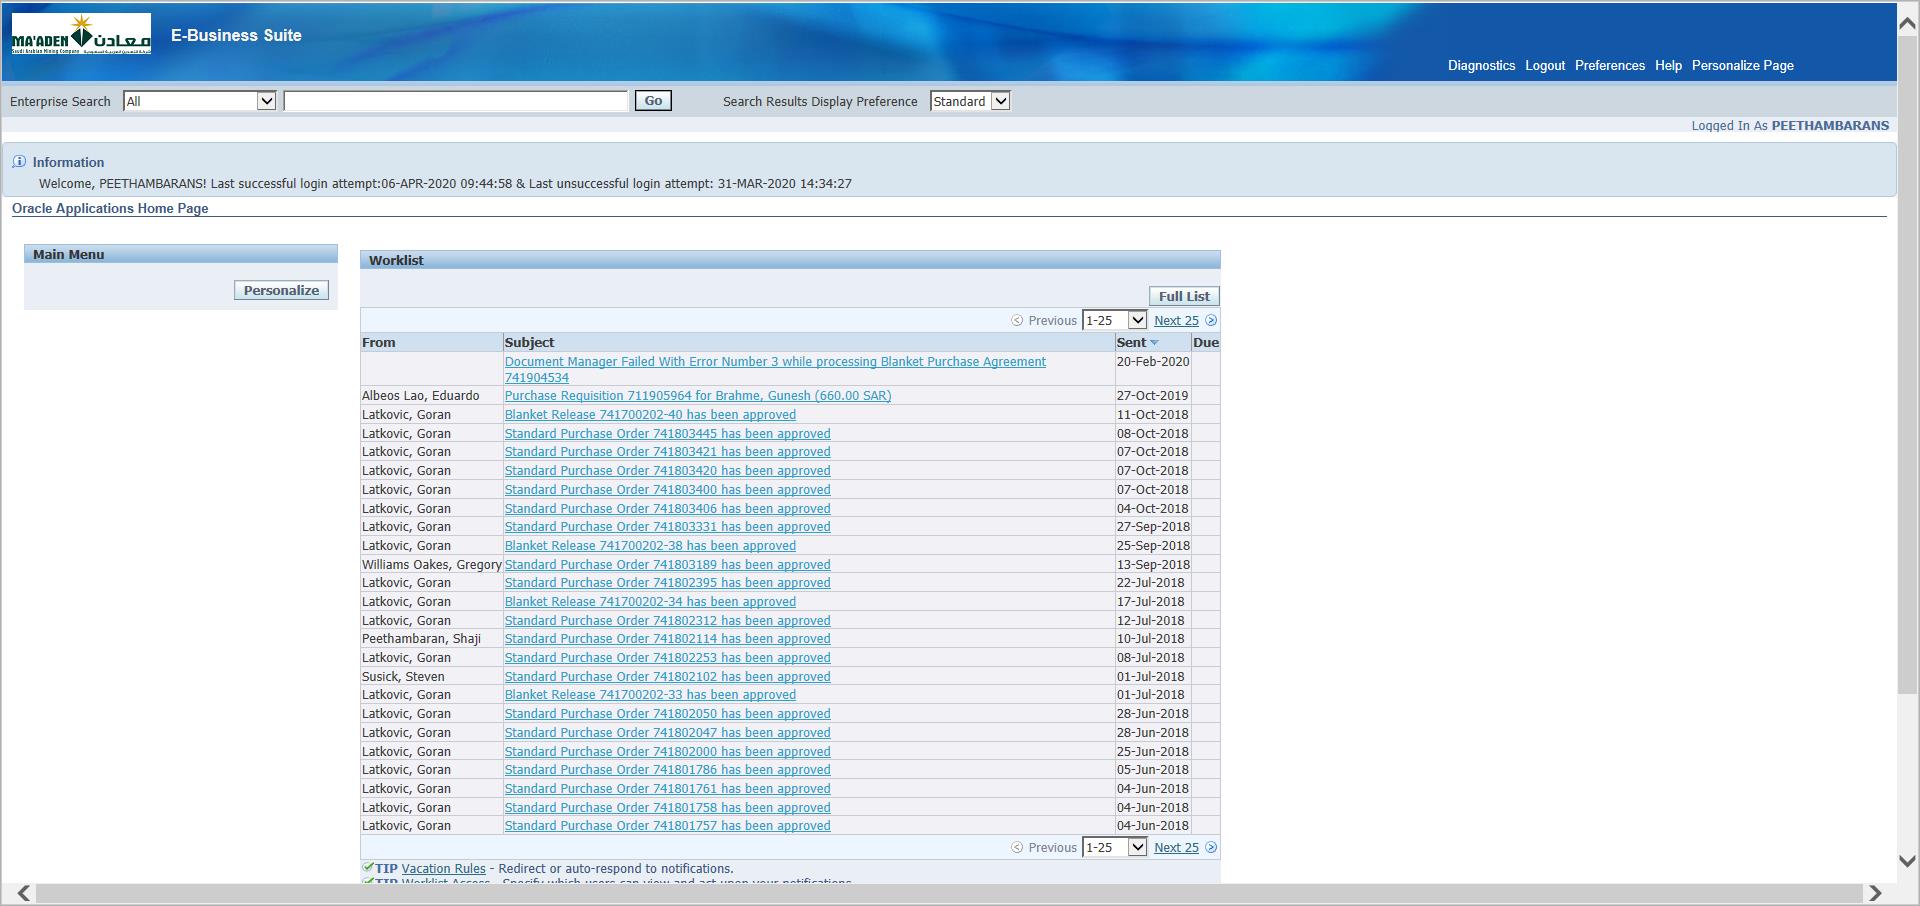 MA'ADEN معادن
Saudi Arabian Mining Company
E-Business Suite
Diagnostics Logout Preferences Help Personalize Page
Enterprise Search All Go Search Results Display Preference Standard
Logged In As PEETHAMBARANS
Information
Welcome, PEETHAMBARANS! Last successful login attempt:06-APR-2020 09:44:58 & Last unsuccessful login attempt: 31-MAR-2020 14:34:27
Oracle Applications Home Page
Main Menu
Personalize
Worklist
Full List
Previous 1-25 Next 25
From Subject Sent Due
Document Manager Failed With Error Number 3 while processing Blanket Purchase Agreement 20-Feb-2020
741904534
Albeos Lao, Eduardo Purchase Requisition 711905964 for Brahme, Gunesh (660.00 SAR) 27-Oct-2019
Latkovic, Goran Blanket Release 741700202-40 has been approved 11-Oct-2018
Latkovic, Goran Standard Purchase Order 741803445 has been approved 08-Oct-2018
Latkovic, Goran Standard Purchase Order 741803421 has been approved 07-Oct-2018
Latkovic, Goran Standard Purchase Order 741803420 has been approved 07-Oct-2018
Latkovic, Goran Standard Purchase Order 741803400 has been approved 07-Oct-2018
Latkovic, Goran Standard Purchase Order 741803406 has been approved 04-Oct-2018
Latkovic, Goran Standard Purchase Order 741803331 has been approved 27-Sep-2018
Latkovic, Goran Blanket Release 741700202-38 has been approved 25-Sep-2018
Williams Oakes, Gregory Standard Purchase Order 741803189 has been approved 13-Sep-2018
Latkovic, Goran Standard Purchase Order 741802395 has been approved 22-Jul-2018
Latkovic, Goran Blanket Release 741700202-34 has been approved 17-Jul-2018
Latkovic, Goran Standard Purchase Order 741802312 has been approved 12-Jul-2018
Peethambaran, Shaji Standard Purchase Order 741802114 has been approved 10-Jul-2018
Latkovic, Goran Standard Purchase Order 741802253 has been approved 08-Jul-2018
Susick, Steven Standard Purchase Order 741802102 has been approved 01-Jul-2018
Latkovic, Goran Blanket Release 741700202-33 has been approved 01-Jul-2018
Latkovic, Goran Standard Purchase Order 741802050 has been approved 28-Jun-2018
Latkovic, Goran Standard Purchase Order 741802047 has been approved 28-Jun-2018
Latkovic, Goran Standard Purchase Order 741802000 has been approved 25-Jun-2018
Latkovic, Goran Standard Purchase Order 741801786 has been approved 05-Jun-2018
Latkovic, Goran Standard Purchase Order 741801761 has been approved 04-Jun-2018
Latkovic, Goran Standard Purchase Order 741801758 has been approved 04-Jun-2018
Latkovic, Goran Standard Purchase Order 741801757 has been approved 04-Jun-2018
Previous 1-25 Next 25
TIP Vacation Rules - Redirect or auto-respond to notifications.
TIP Worklist Access - Specify which users can view and act upon your notifications.